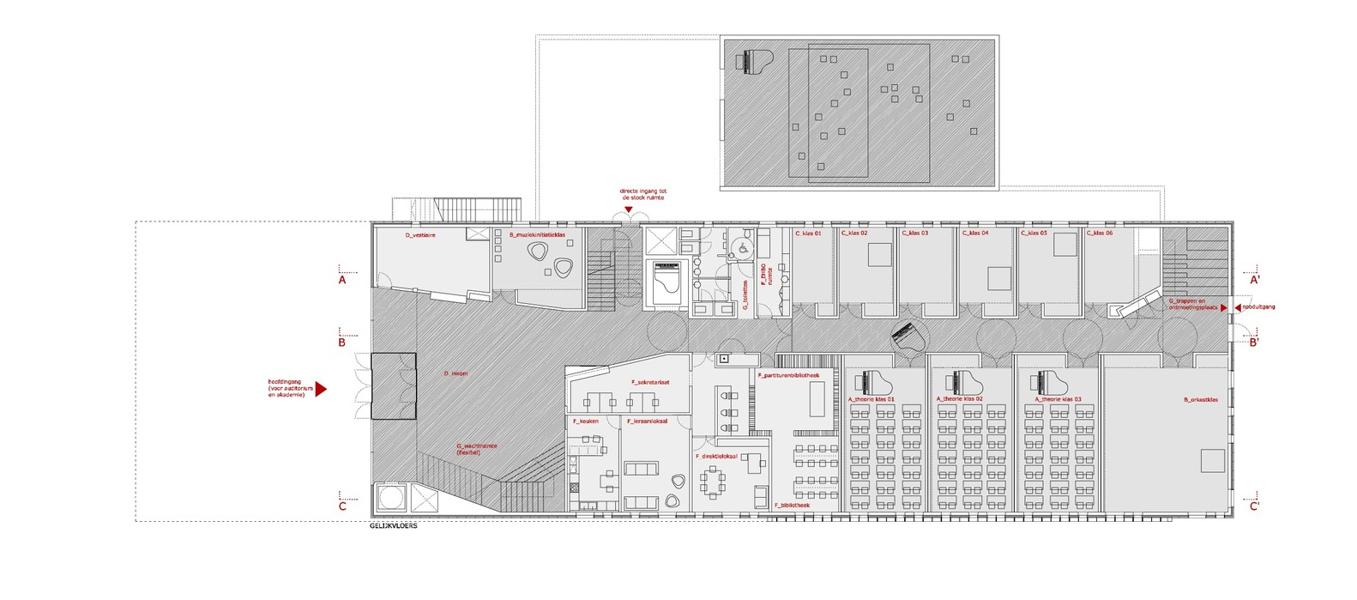 directe ingang tot
de stock ruimte
D_vestiaire
B_muziekinitiatieklas
C_klas 01
C_klas 02
C_klas 03
C_klas 04
C_klas 05
C_klas 06
A
A'
G_toiletten
F_EHBO
ruimte
G_trappen en
ontmoetingsplaats
nooduitgang
B
B'
hoofdingang
(voor auditorium
en akademie)
D_inkom
F_sekretariaat
F_partiturenbibliotheek
A_theorie klas 01
A_theorie klas 02
A_theorie klas 03
B_orkestklas
F_keuken
F_leraarslokaal
G_wachtruimte
(flexibel)
F_direktielokaal
C
C'
F_bibliotheek
GELIJKVLOERS